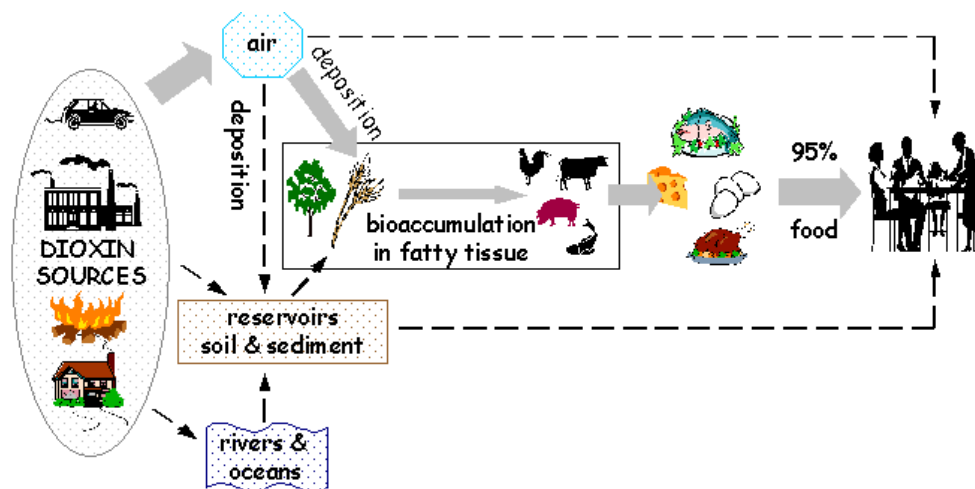 air
deposition
deposition
DIOXIN
SOURCES
bioaccumulation
in fatty tissue
95%
food
reservoirs
soil & sediment
rivers &
oceans